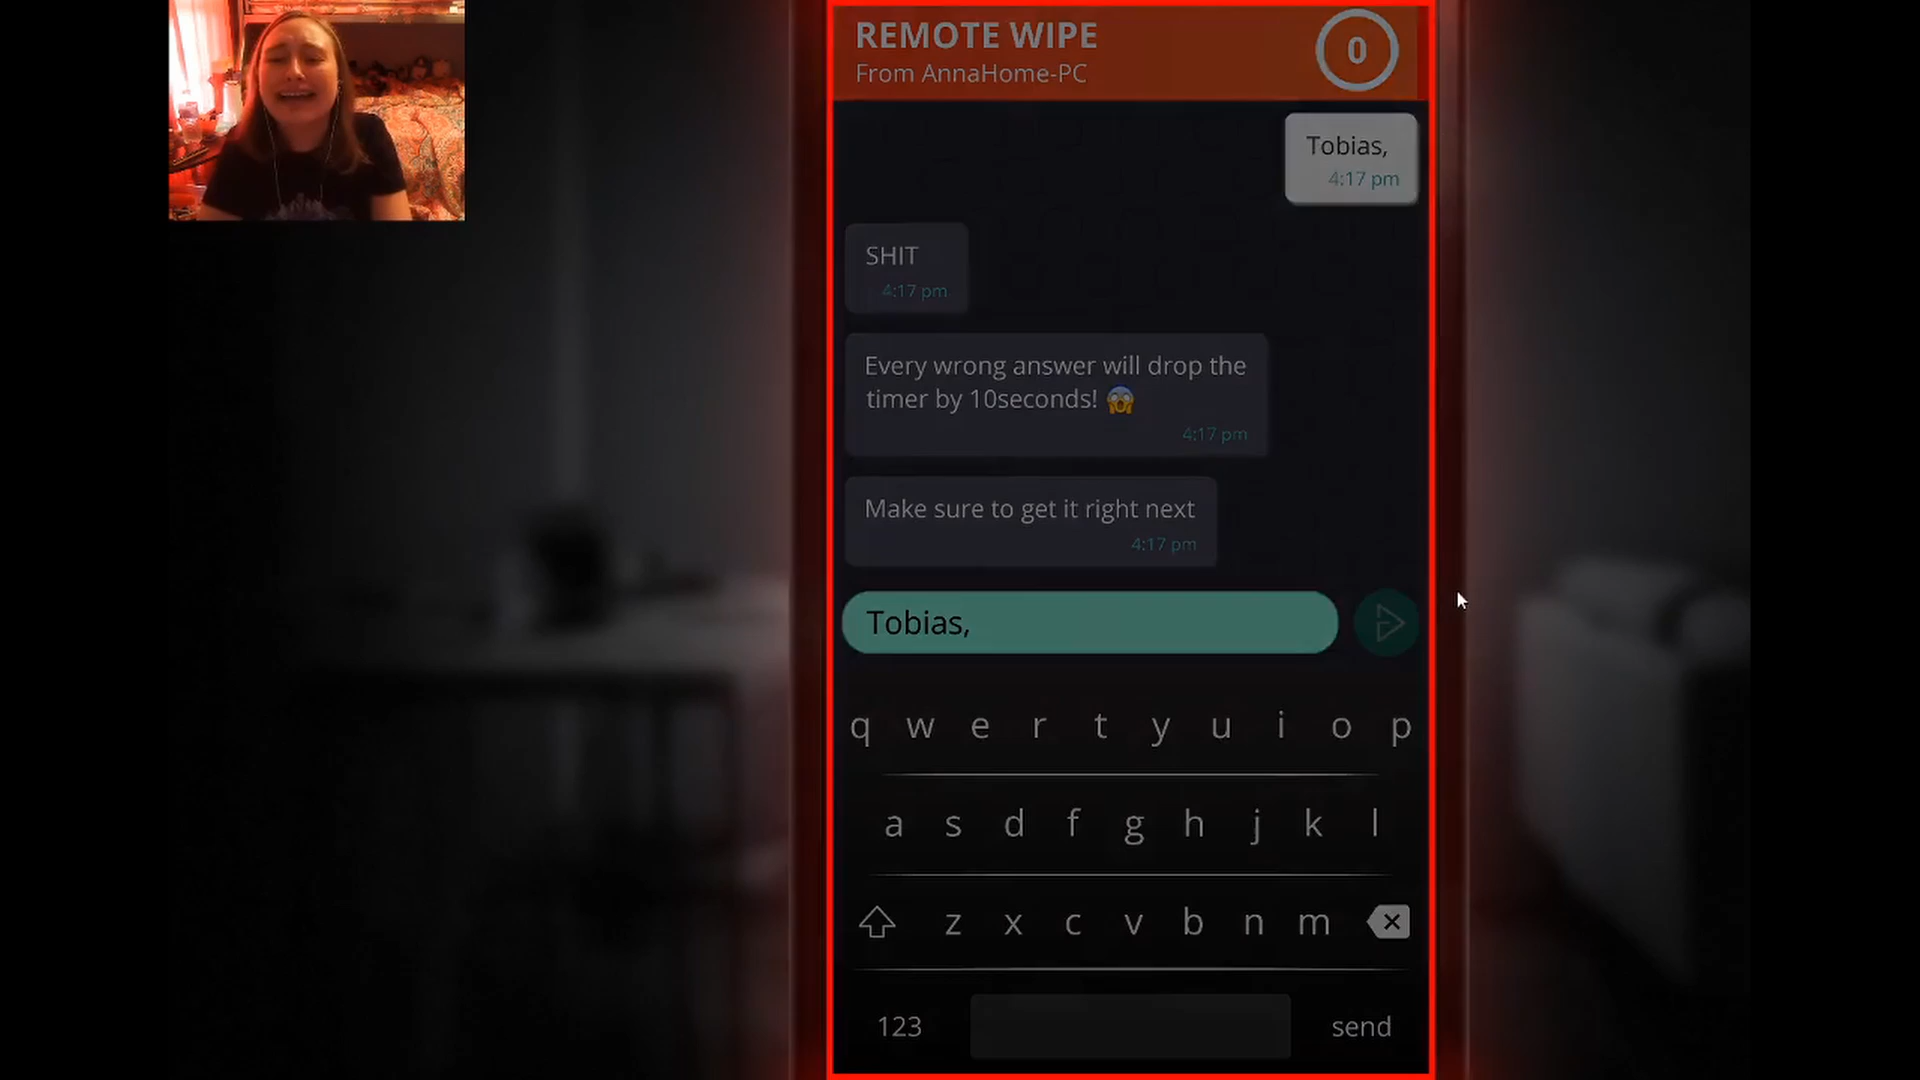 REMOTE WIPE
From AnnaHome-PC
0
Tobias,
4:17 pm
SHIT
4:17 pm
Every wrong answer will drop the
timer by 10seconds! 😱
4:17 pm
Make sure to get it right next
4:17 pm
Tobias,
q w e r t y u i o p
a s d f g h j k l
z x c v b n m
123 send